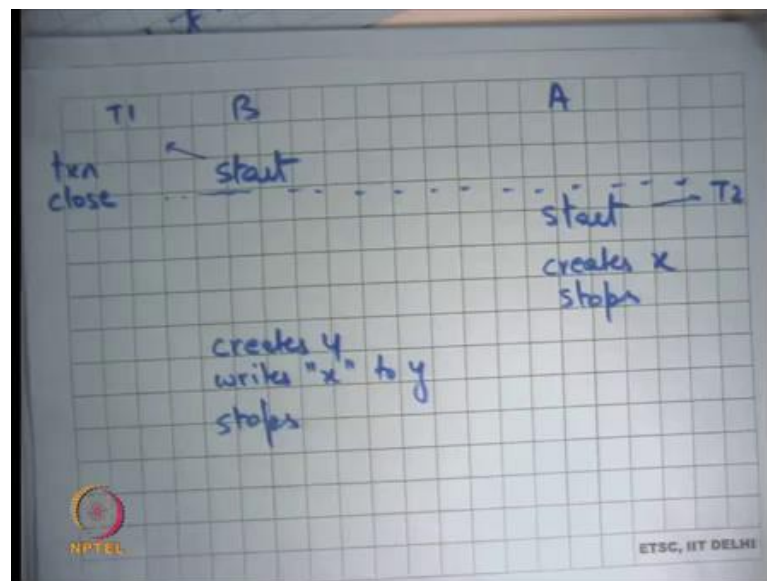 T1 B A
txn
close
start
start T2
creates x
stops
creates y
writes "x" to y
stops
NPTEL
ETSC, IIT DELHI